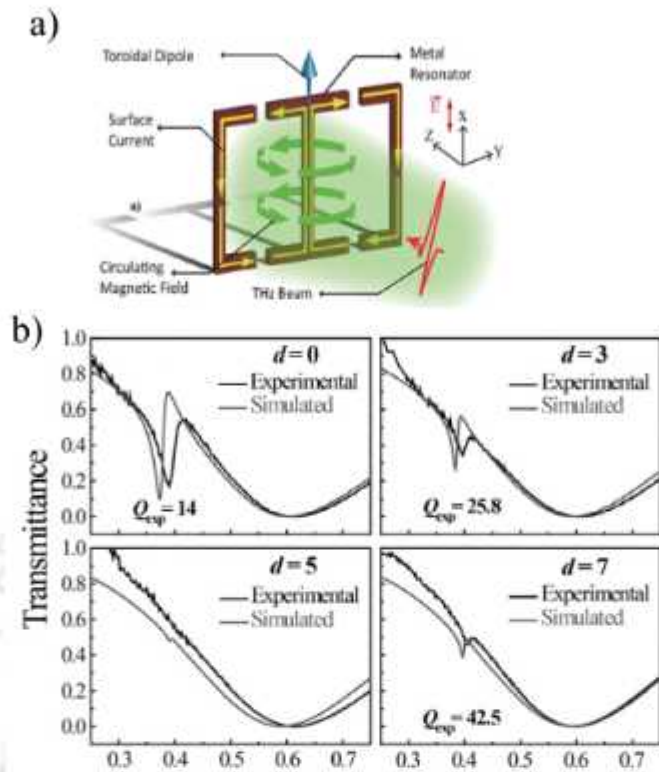 a)
Toroidal Dipole
Metal
Resonator
Surface
Current
E
X
Z
Y
a)
Circulating
Magnetic Field
THz Beam
b)
1.0
0.8
0.6
0.4
0.2
0.0
d = 0
Experimental
Simulated
Qexp = 14
d = 3
Experimental
Simulated
Qexp = 25.8
Transmittance
1.0
0.8
0.6
0.4
0.2
0.0
d = 5
Experimental
Simulated
d = 7
Experimental
Simulated
Qexp = 42.5
0.3 0.4 0.5 0.6 0.7
0.3 0.4 0.5 0.6 0.7